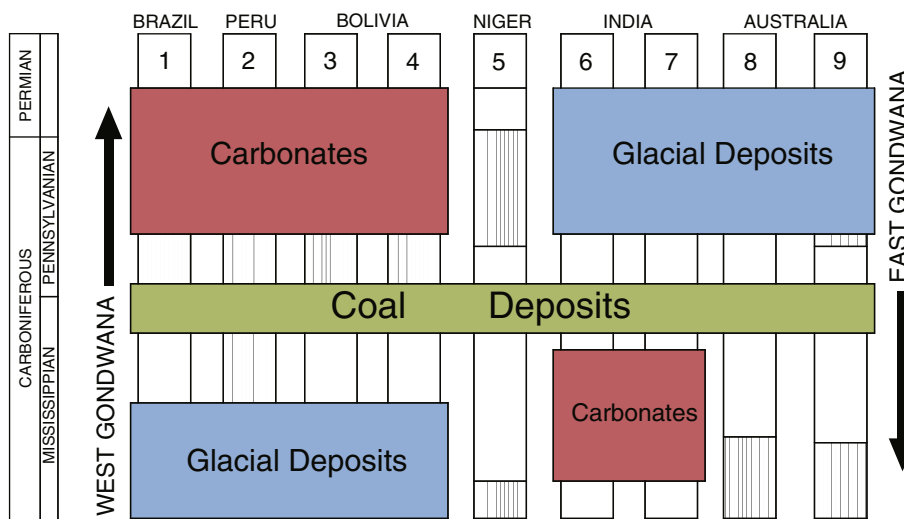 BRAZIL PERU BOLIVIA NIGER INDIA AUSTRALIA
1 2 3 4 5 6 7 8 9
PERMIAN
CARBONIFEROUS
PENNSYLVANIAN
MISSISSIPPIAN
WEST GONDWANA
Carbonates
Glacial Deposits
Coal Deposits
Carbonates
Glacial Deposits
EAST GONDWANA